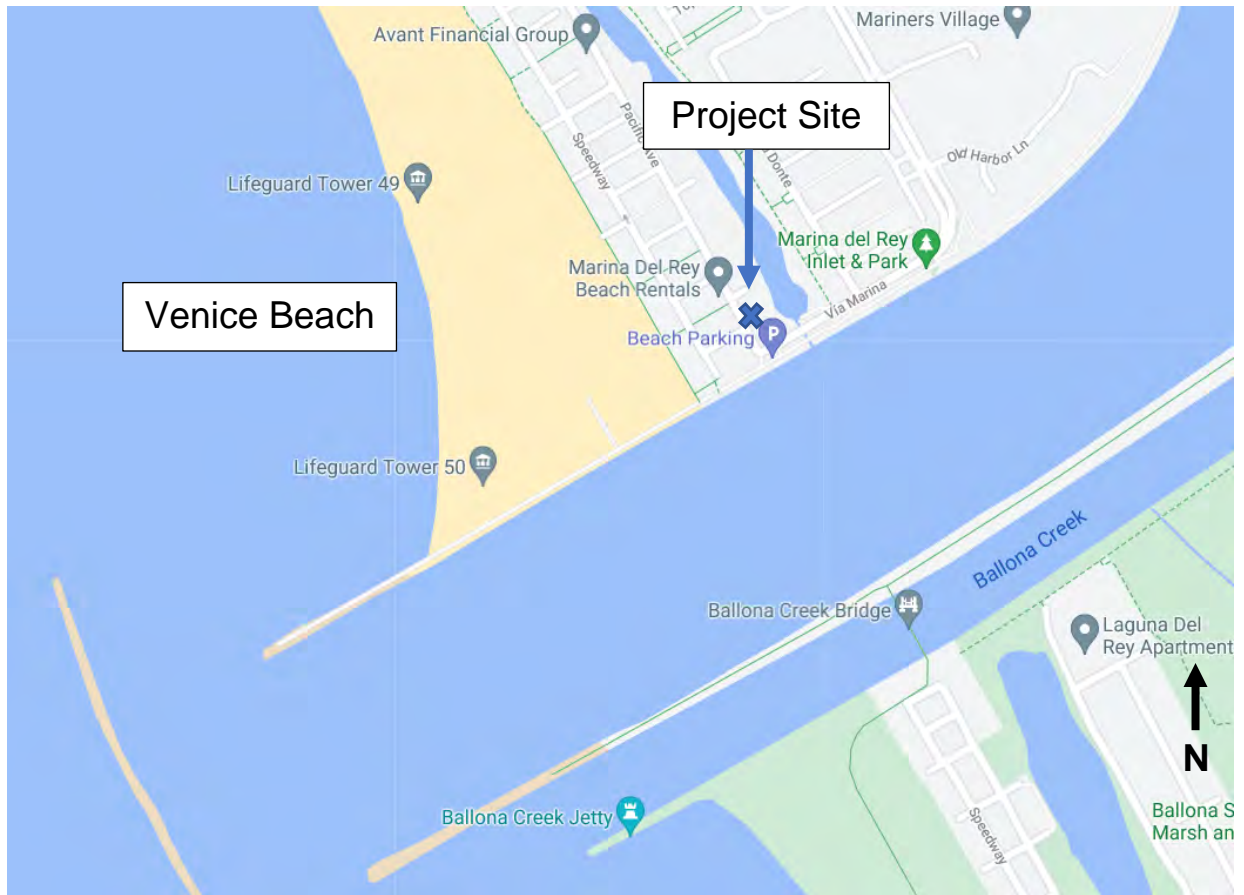 Mariners Village
Avant Financial Group
Project Site
Pacific Ave
Speedway
Donte
Old Harbor Ln
Lifeguard Tower 49
Marina del Rey
Inlet & Park
Marina Del Rey
Beach Rentals
Via Marina
Venice Beach
Beach Parking
P
Lifeguard Tower 50
Ballona Creek
Ballona Creek Bridge
Laguna Del
Rey Apartment
N
Ballona Creek Jetty
Speedway
Ballona S
Marsh an